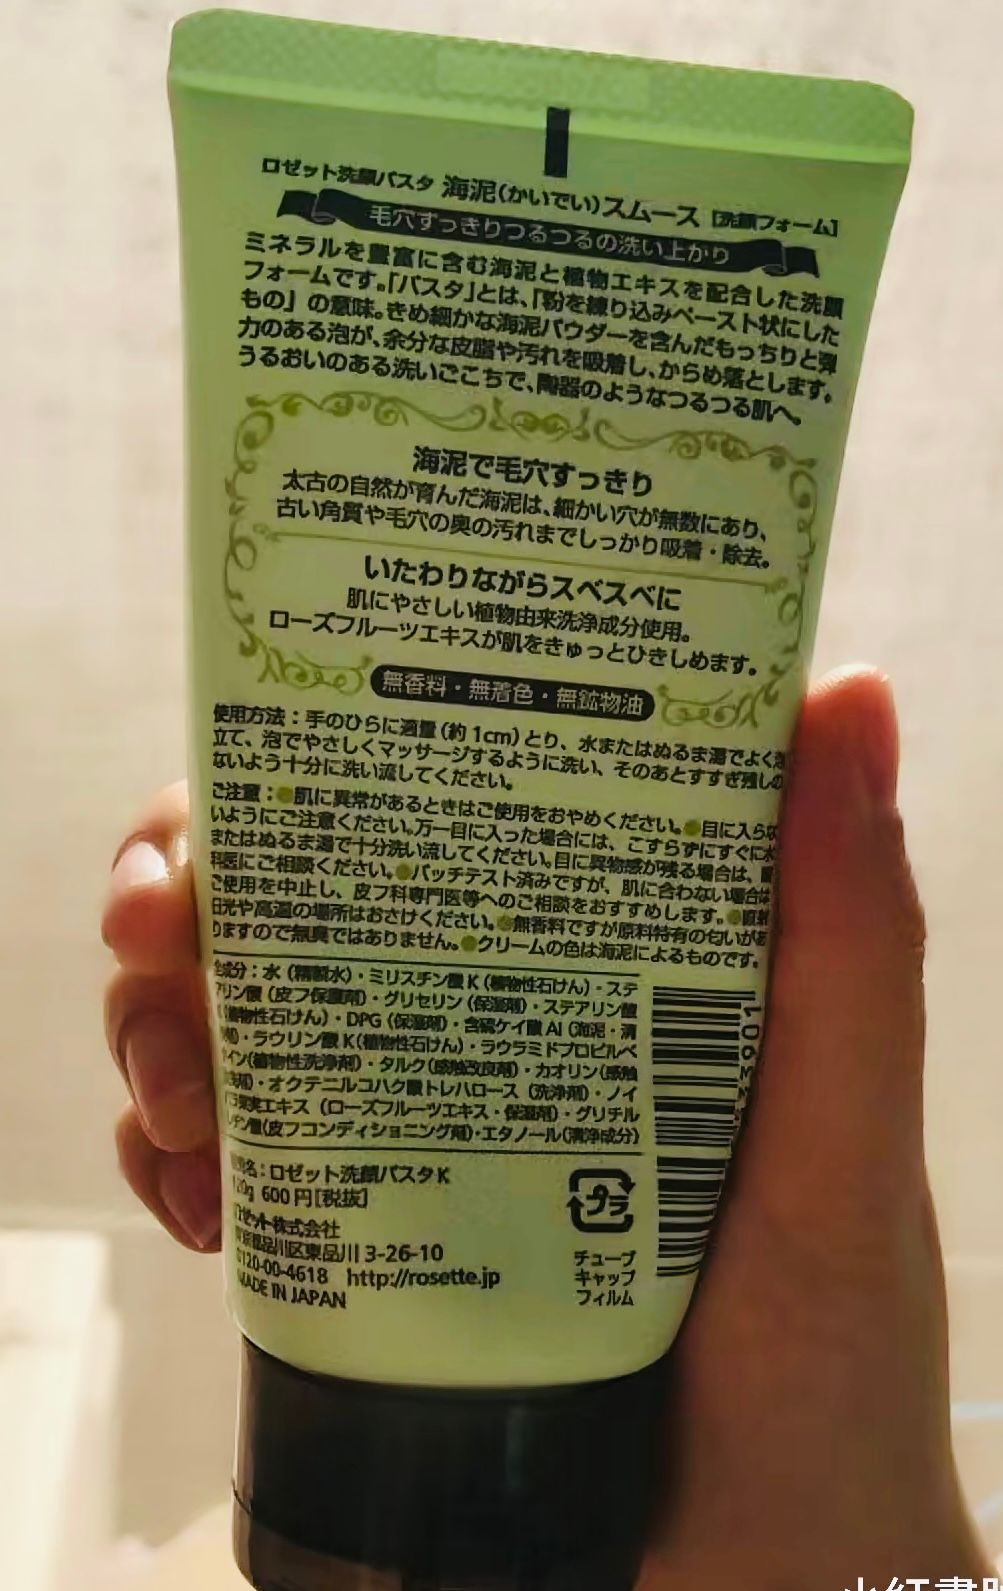 ロゼット洗顔パスタ 海泥(かいでい)スムース [洗顔フォーム]
毛穴すっきりつるつるの洗い上がり
ミネラルを豊富に含む海泥と植物エキスを配合した洗顔
フォームです。「パスタ」とは、「粉を練り込みペースト状にした
もの」の意味。きめ細かな海泥パウダーを含んだもっちりと弾
力のある泡が、余分な皮脂や汚れを吸着し、からめ落とします。
うるおいのある洗いごこちで、陶器のようなつるつる肌へ。
海泥で毛穴すっきり
太古の自然が育んだ海泥は、細かい穴が無数にあり、
古い角質や毛穴の奥の汚れまでしっかり吸着・除去。
いたわりながらスベスベに
肌にやさしい植物由来洗浄成分使用。
ローズフルーツエキスが肌をきゅっとひきしめます。
無香料・無着色・無鉱物油
使用方法：手のひらに適量(約1cm)とり、水またはぬるま湯でよく泡
立て、泡でやさしくマッサージするように洗い、そのあとすすぎ残しの
ないよう十分に洗い流してください。
ご注意：●肌に異常があるときはご使用をおやめください。●目に入らな
いようにご注意ください。万一目に入った場合には、こすらずにすぐに水
またはぬるま湯で十分洗い流してください。目に異物感が残る場合は、眼
科医にご相談ください。●パッチテスト済みですが、肌に合わない場合は
ご使用を中止し、皮フ科専門医等へのご相談をおすすめします。●直射
日光や高温の場所はおさけください。●無香料ですが原料特有の匂いがあ
りますので無臭ではありません。●クリームの色は海泥によるものです。
全成分：水(精製水)・ミリスチン酸K(植物性石けん)・ステ
アリン酸(皮フ保護剤)・グリセリン(保湿剤)・ステアリン酸
(植物性石けん)・DPG(保湿剤)・含硫ケイ酸Al(海泥・清
・ラウリン酸K(植物性石けん)・ラウラミドプロピルベ
イン(植物性洗浄剤)・タルク(感触改良剤)・カオリン(感触
・オクテニルコハク酸トレハロース(洗浄剤)・ノイ
バラ果実エキス(ローズフルーツエキス・保湿剤)・グリチル
レチン酸(皮フコンディショニング剤)・エタノール(清浄成分)
名：ロゼット洗顔パスタK
120g 600円[税抜]
ロゼット株式会社
東京都品川区東品川3-26-10
0120-00-4618 http://rosette.jp
MADE IN JAPAN
プラ
チューブ
キャップ
フィルム